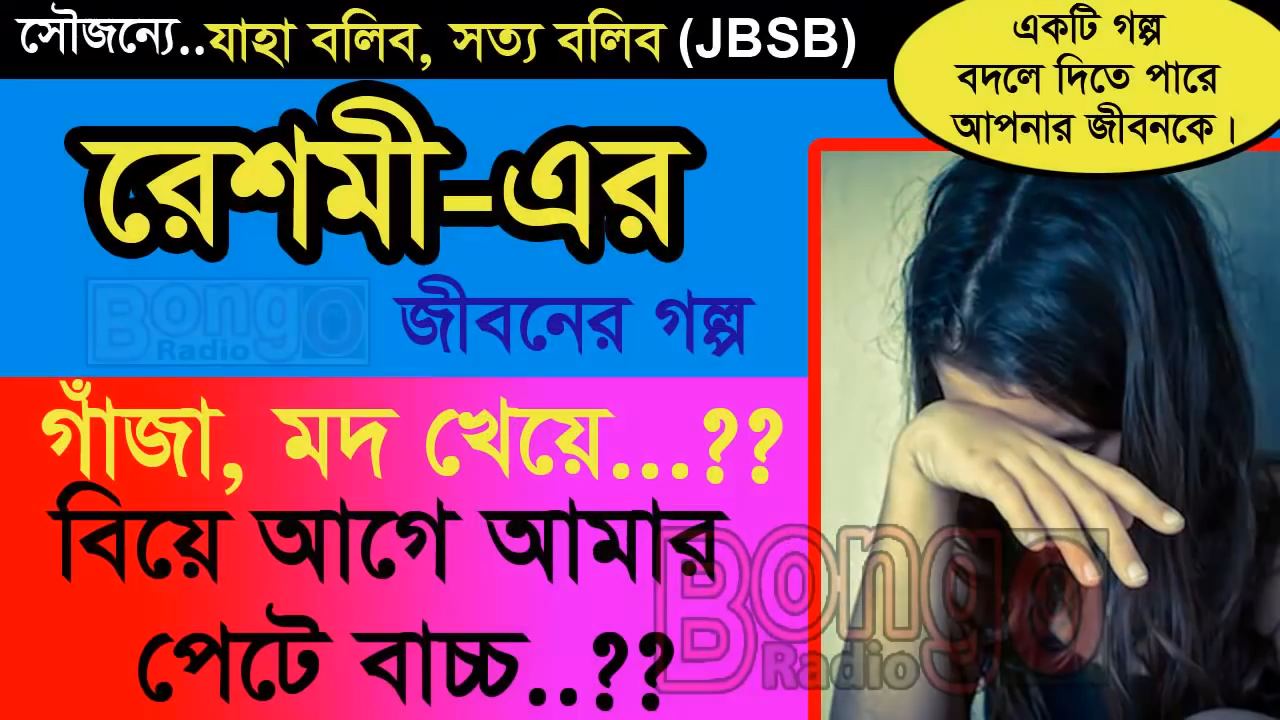 সৌজন্যে..যাহা বলিব, সত্য বলিব (JBSB)
একটি গল্প
বদলে দিতে পারে
আপনার জীবনকে।
রেশমী-এর
জীবনের গল্প
Bongo
Radio
গাঁজা, মদ খেয়ে...??
বিয়ে আগে আমার
পেটে বাচ্চ..??
Bongo
Radio